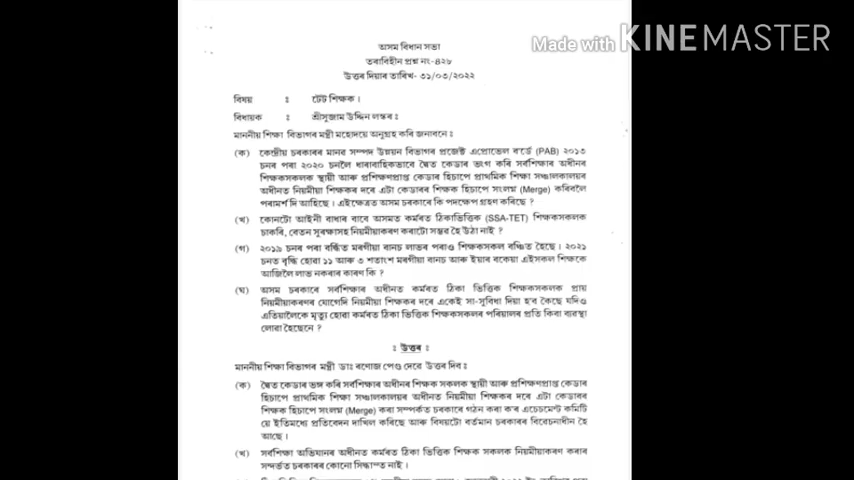 Made with KINEMASTER
অসম বিধান সভা
তৰাবিহীন প্ৰশ্ন নং-৪২৮
উত্তৰ দিয়াৰ তাৰিখ- ৩১/০৩/২০২২
বিষয় : টেট শিক্ষক ।
বিধায়ক : শ্ৰীসুজাম উদ্দিন লস্কৰ।
মাননীয় শিক্ষা বিভাগৰ মন্ত্ৰী মহোদয়ে অনুগ্ৰহ কৰি জনাবনে ঃ
(ক) কেন্দ্ৰীয় চৰকাৰৰ মানৱ সম্পদ উন্নয়ন বিভাগৰ প্ৰজেক্ট এপ্ৰোভেল ব'ৰ্ডে (PAB) ২০১৩
চনৰ পৰা ২০২০ চনলৈ ধাৰাবাহিকভাবে দ্বৈত কেডাৰ ভংগ কৰি সৰ্বশিক্ষাৰ অধীনৰ
শিক্ষকসকলক স্থায়ী আৰু প্ৰশিক্ষণপ্ৰাপ্ত কেডাৰ হিচাপে প্ৰাথমিক শিক্ষা সঞ্চালকালয়ৰ
অধীনত নিয়মীয়া শিক্ষকৰ দৰে এটা কেডাৰৰ শিক্ষক হিচাপে সংলগ্ন (Merge) কৰিবলৈ
পৰামৰ্শ দি আহিছে। এইক্ষেত্ৰত অসম চৰকাৰে কি পদক্ষেপ গ্ৰহণ কৰিছে ?
(খ) কোনটো আইনী বাধাৰ বাবে অসমত কৰ্মৰত ঠিকাভিত্তিক (SSA-TET) শিক্ষকসকলক
চাকৰি, বেতন সুৰক্ষাসহ নিয়মীয়াকৰণ কৰাটো সম্ভৱ হৈ উঠা নাই ?
(গ) ২০১৯ চনৰ পৰা বৰ্দ্ধিত মৰগীয়া বানচ লাভৰ পৰাও শিক্ষকসকল বঞ্চিত হৈছে। ২০২১
চনত বৃদ্ধি হোৱা ১১ আৰু ৩ শতাংশ মৰগীয়া বানচ আৰু ইয়াৰ বকেয়া এইসকল শিক্ষকে
আজিলৈ লাভ নকৰাৰ কাৰণ কি ?
(ঘ) অসম চৰকাৰে সৰ্বশিক্ষাৰ অধীনত কৰ্মৰত ঠিকা ভিত্তিক শিক্ষকসকলক প্ৰায়
নিয়মীয়াকৰণৰ যোগেদি নিয়মীয়া শিক্ষকৰ দৰে একেই সা-সুবিধা দিয়া হ'ব কৈছে যদিও
এতিয়ালৈকে মৃত্যু হোৱা কৰ্মৰত ঠিকা ভিত্তিক শিক্ষকসকলৰ পৰিয়ালৰ প্ৰতি কিবা ব্যৱস্থা
লোৱা হৈছেনে ?
ঃ উত্তৰ ঃ
মাননীয় শিক্ষা বিভাগৰ মন্ত্ৰী ডাঃ ৰণোজ পেগু দেৱে উত্তৰ দিব ঃ
(ক) দ্বৈত কেডাৰ ভঙ্গ কৰি সৰ্বশিক্ষাৰ অধীনৰ শিক্ষক সকলক স্থায়ী আৰু প্ৰশিক্ষণপ্ৰাপ্ত কেডাৰ
হিচাপে প্ৰাথমিক শিক্ষা সঞ্চালকালয়ৰ অধীনত নিয়মীয়া শিক্ষকৰ দৰে এটা কেডাৰৰ
শিক্ষক হিচাপে সংলগ্ন (Merge) কৰা সম্পৰ্কত চৰকাৰে গঠন কৰা ক'ৰ এচেচমেন্ট কমিটি
য়ে ইতিমধ্যে প্ৰতিবেদন দাখিল কৰিছে আৰু বিষয়টো বৰ্তমান চৰকাৰৰ বিবেচনাধীন হৈ
আছে।
(খ) সৰ্বশিক্ষা অভিযানৰ অধীনত কৰ্মৰত ঠিকা ভিত্তিক শিক্ষক সকলক নিয়মীয়াকৰণ কৰাৰ
সন্দৰ্ভত চৰকাৰৰ কোনো সিদ্ধান্ত নাই ।